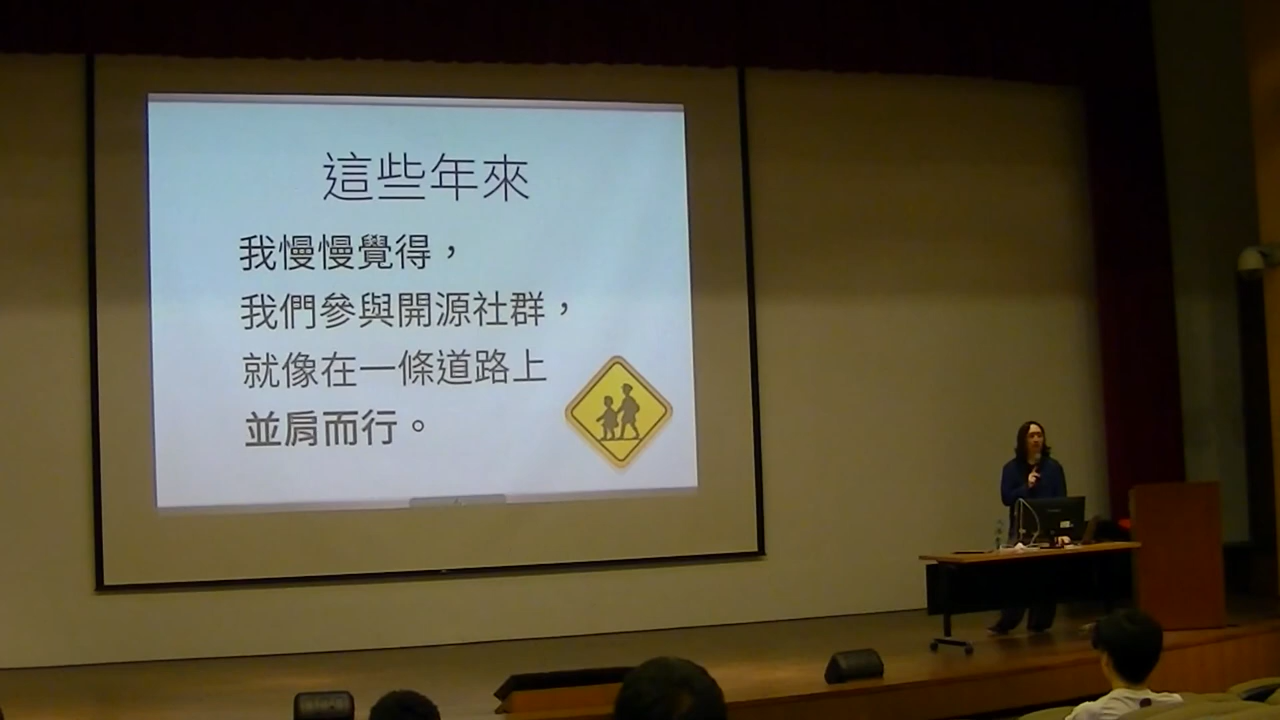 這些年來
我慢慢覺得，
我們參與開源社群，
就像在一條道路上
並肩而行。